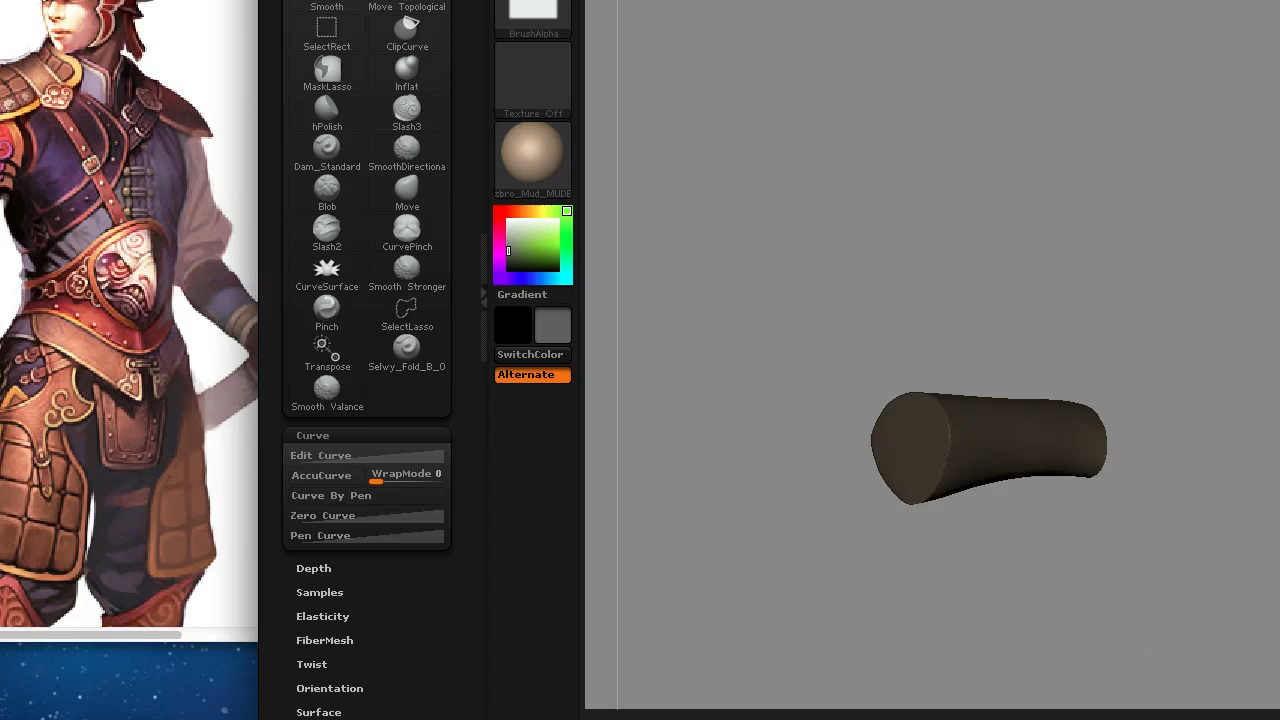 Smooth Move Topological
SelectRect ClipCurve
MaskLasso Inflat
hPolish Slash3
Dam_Standard SmoothDirectiona
Blob Move
Slash2 CurvePinch
CurveSurface Smooth Stronger
Pinch SelectLasso
Transpose Selwy_Fold_B_0
Smooth Valance
Curve
Edit Curve
AccuCurve WrapMode 0
Curve By Pen
Zero Curve
Pen Curve
Depth
Samples
Elasticity
FiberMesh
Twist
Orientation
Surface
BrushAlpha
Texture Off
zbro_Mud_MUDE
Gradient
SwitchColor
Alternate